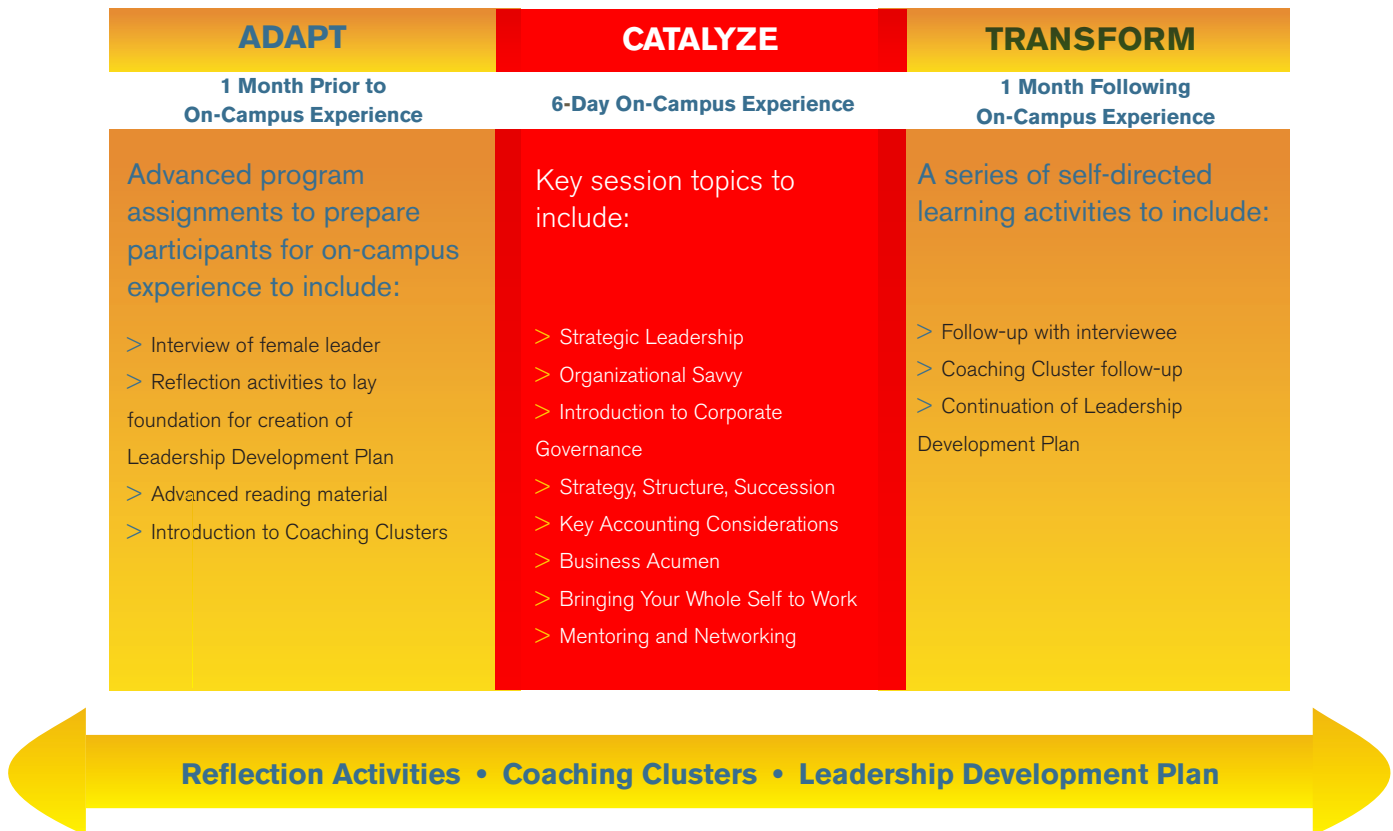 ADAPT
1 Month Prior to
On-Campus Experience
Advanced program
assignments to prepare
participants for on-campus
experience to include:
> Interview of female leader
> Reflection activities to lay
foundation for creation of
Leadership Development Plan
> Advanced reading material
> Introduction to Coaching Clusters
CATALYZE
6-Day On-Campus Experience
Key session topics to
include:
> Strategic Leadership
> Organizational Savvy
> Introduction to Corporate
Governance
> Strategy, Structure, Succession
> Key Accounting Considerations
> Business Acumen
> Bringing Your Whole Self to Work
> Mentoring and Networking
TRANSFORM
1 Month Following
On-Campus Experience
A series of self-directed
learning activities to include:
> Follow-up with interviewee
> Coaching Cluster follow-up
> Continuation of Leadership
Development Plan
Reflection Activities • Coaching Clusters • Leadership Development Plan